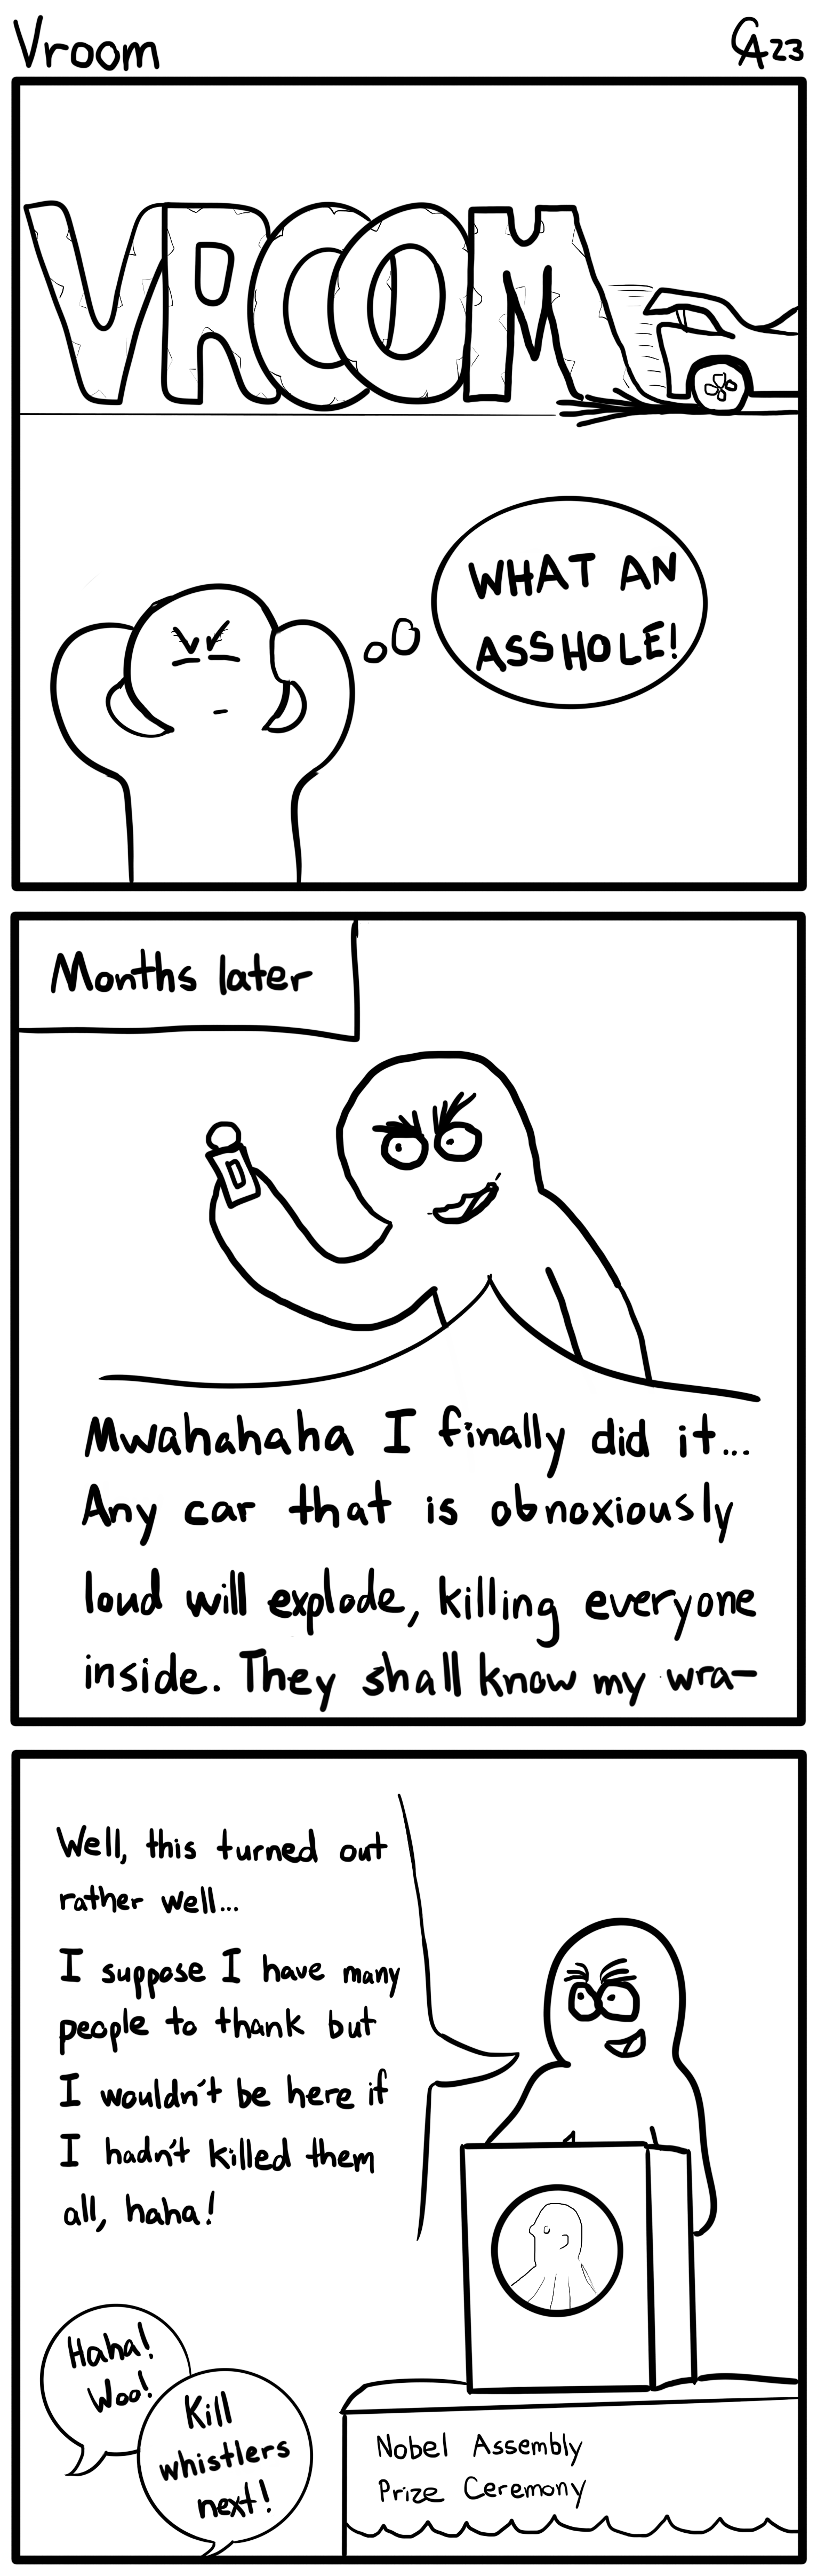 Vroom
CA23
VROOM
WHAT AN
ASSHOLE!
Months later
Mwahahaha I finally did it...
Any car that is obnoxiously
loud will explode, killing everyone
inside. They shall know my wra-
Well, this turned out
rather well...
I suppose I have many
people to thank but
I wouldn't be here if
I hadn't killed them
all, haha!
Haha!
Woo!
Kill
whistlers
next!
Nobel Assembly
Prize Ceremony